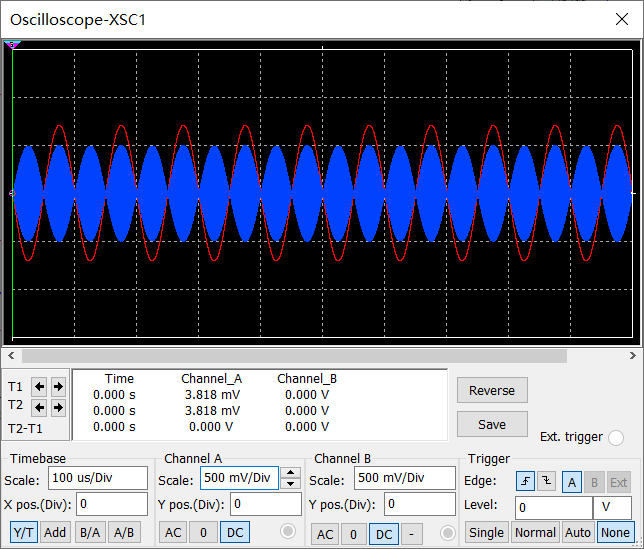 Oscilloscope-XSC1
Time Channel_A Channel_B
T1 0.000 s 3.818 mV 0.000 V
T2 0.000 s 3.818 mV 0.000 V
T2-T1 0.000 s 0.000 V 0.000 V
Reverse
Save
Ext. trigger
Timebase
Scale: 100 us/Div
X pos.(Div): 0
Y/T Add B/A A/B
Channel A
Scale: 500 mV/Div
Y pos.(Div): 0
AC 0 DC
Channel B
Scale: 500 mV/Div
Y pos.(Div): 0
AC 0 DC -
Trigger
Edge: A B Ext
Level: 0 V
Single Normal Auto None